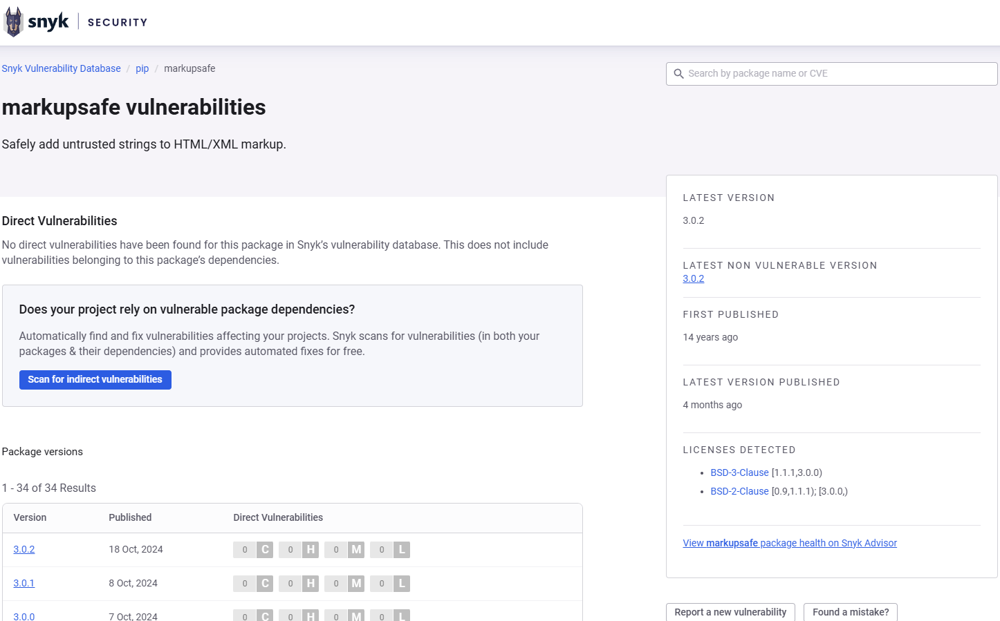 snyk | SECURITY
Snyk Vulnerability Database / pip / markupsafe
Search by package name or CVE
markupsafe vulnerabilities
Safely add untrusted strings to HTML/XML markup.
Direct Vulnerabilities
No direct vulnerabilities have been found for this package in Snyk’s vulnerability database. This does not include
vulnerabilities belonging to this package’s dependencies.
Does your project rely on vulnerable package dependencies?
Automatically find and fix vulnerabilities affecting your projects. Snyk scans for vulnerabilities (in both your
packages & their dependencies) and provides automated fixes for free.
Scan for indirect vulnerabilities
Package versions
1 - 34 of 34 Results
Version Published Direct Vulnerabilities
3.0.2 18 Oct, 2024 0 C 0 H 0 M 0 L
3.0.1 8 Oct, 2024 0 C 0 H 0 M 0 L
3.0.0 7 Oct, 2024 0 C 0 H 0 M 0 L
LATEST VERSION
3.0.2
LATEST NON VULNERABLE VERSION
3.0.2
FIRST PUBLISHED
14 years ago
LATEST VERSION PUBLISHED
4 months ago
LICENSES DETECTED
• BSD-3-Clause [1.1.1,3.0.0)
• BSD-2-Clause [0.9,1.1.1); [3.0.0,)
View markupsafe package health on Snyk Advisor
Report a new vulnerability
Found a mistake?